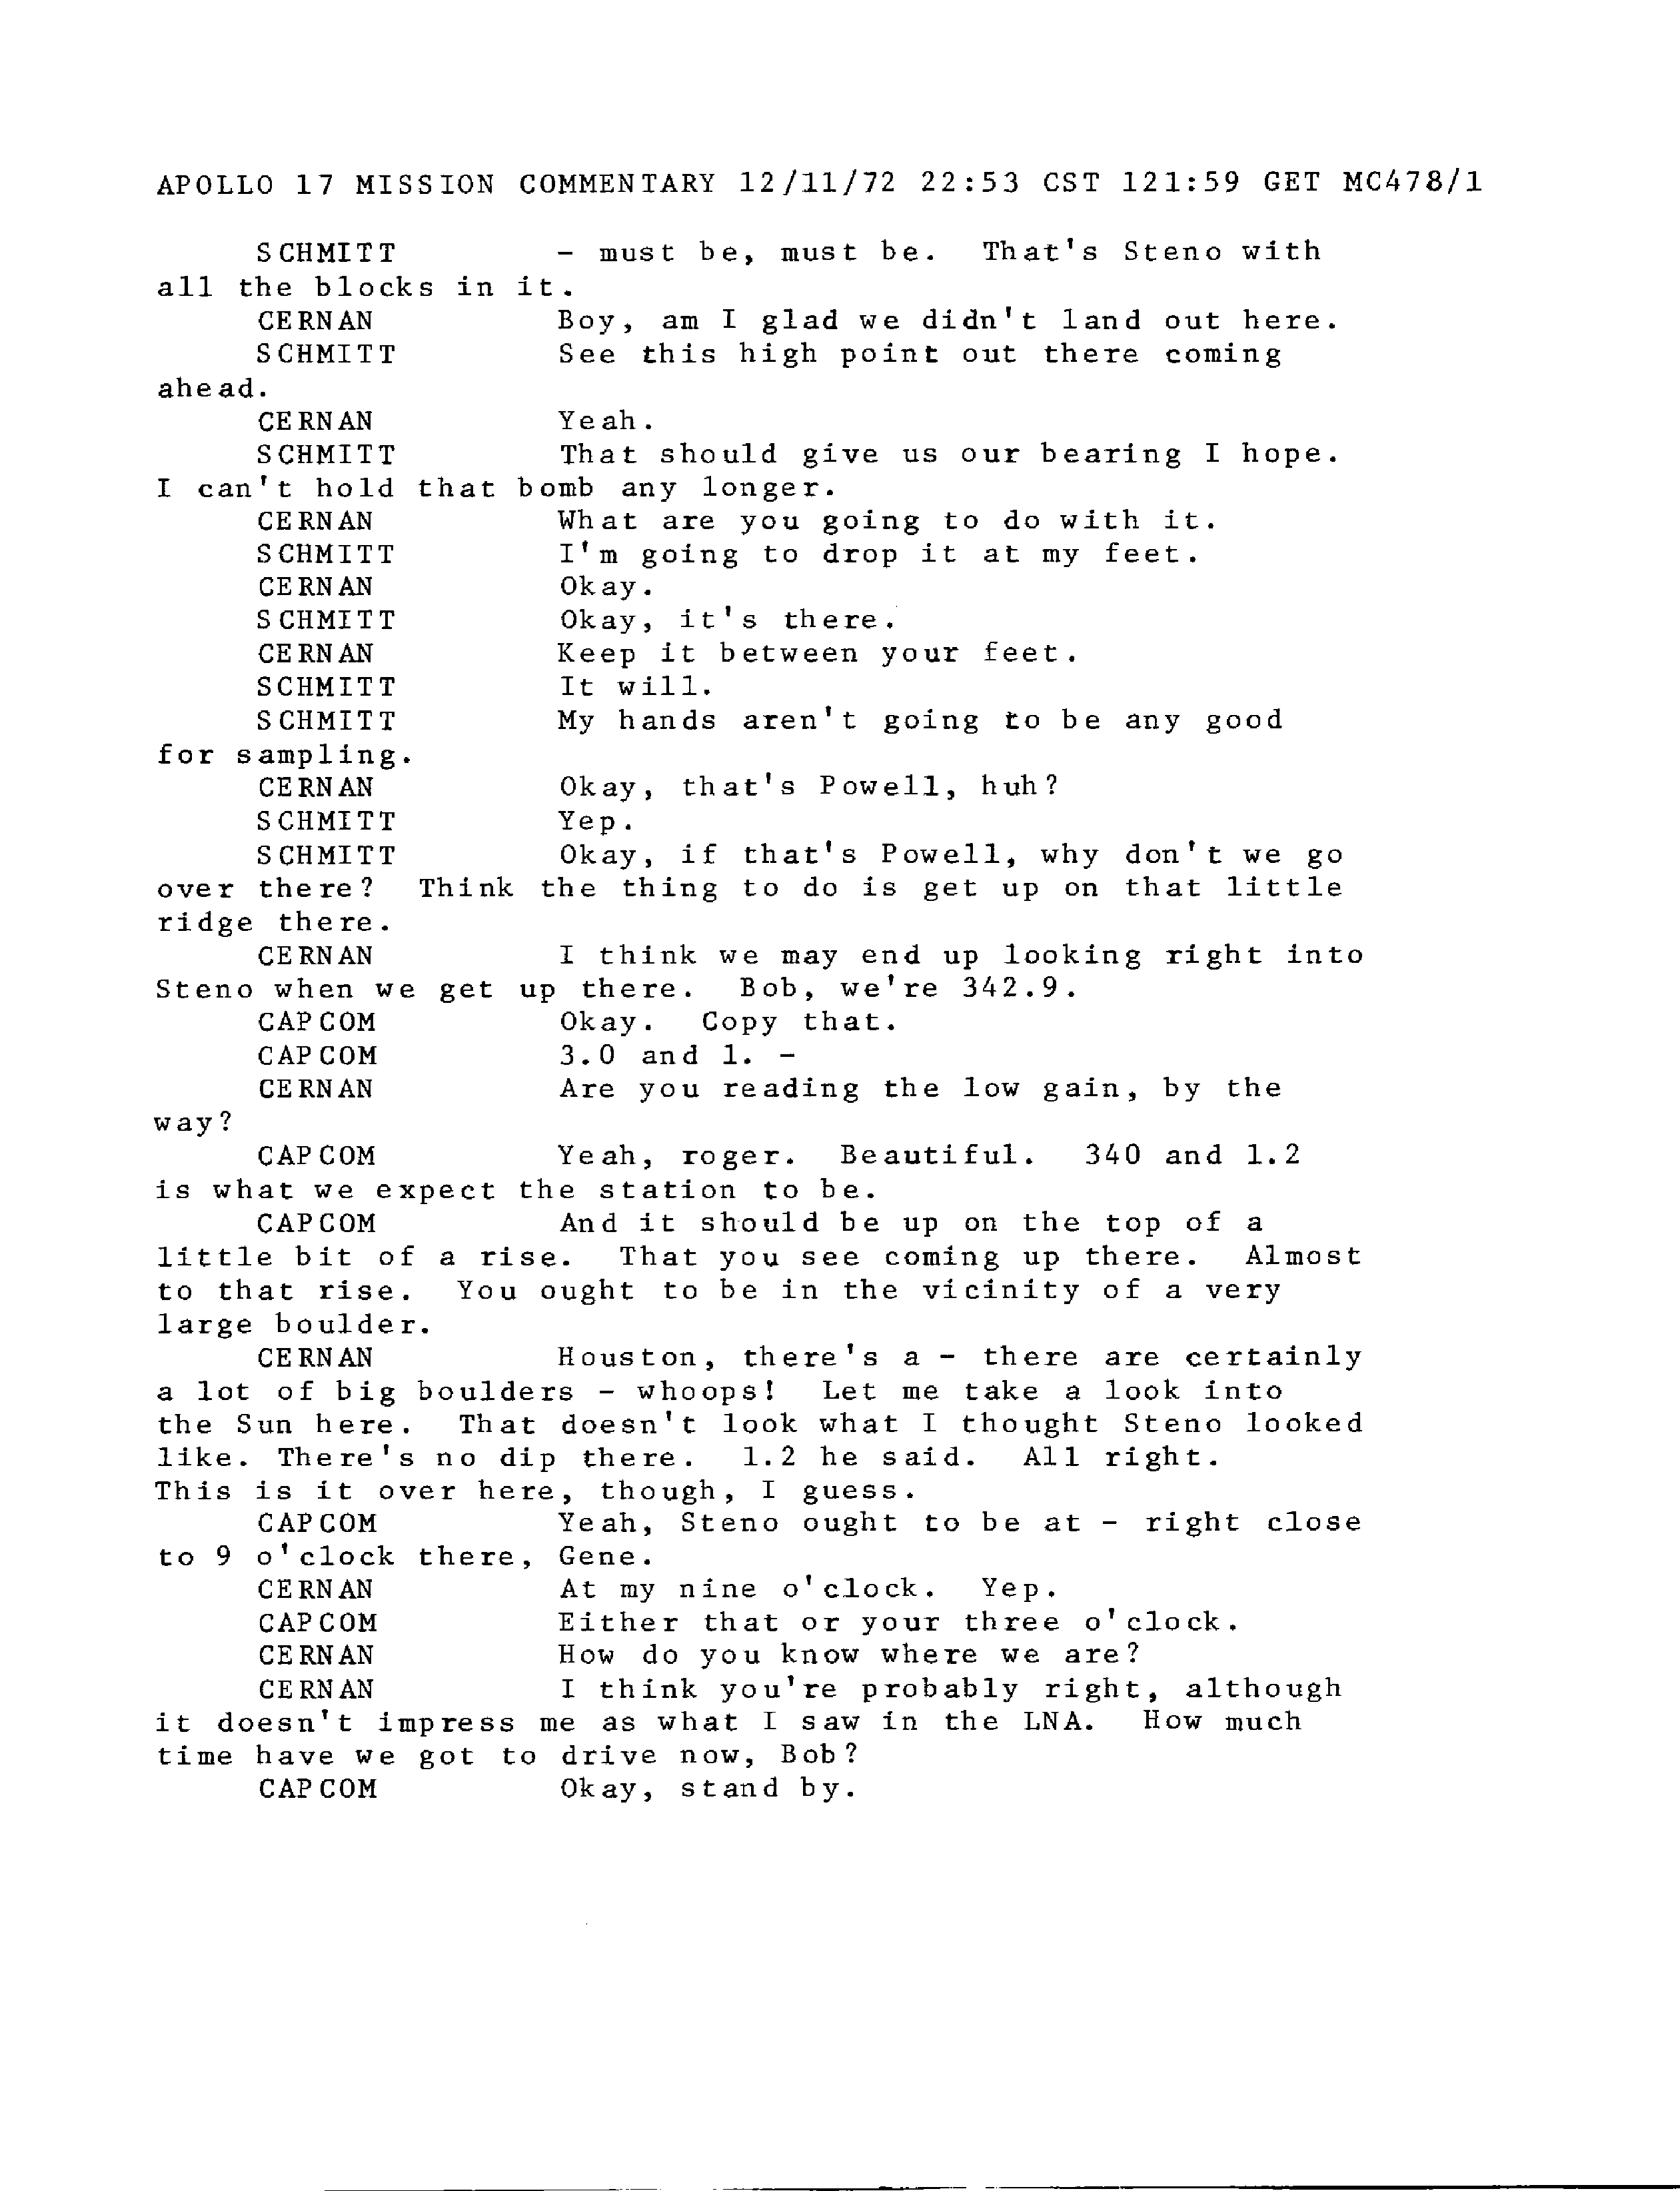 APOLLO 17 MISSION COMMENTARY 12/11/72 22:53 CST 121:59 GET MC478/1
SCHMITT - must be, must be. That's Steno with
all the blocks in it.
CERNAN Boy, am I glad we didn't land out here.
SCHMITT See this high point out there coming
ahead.
CERNAN Yeah.
SCHMITT That should give us our bearing I hope.
I can't hold that bomb any longer.
CERNAN What are you going to do with it.
SCHMITT I'm going to drop it at my feet.
CERNAN Okay.
SCHMITT Okay, it's there.
CERNAN Keep it between your feet.
SCHMITT It will.
SCHMITT My hands aren't going to be any good
for sampling.
CERNAN Okay, that's Powell, huh?
SCHMITT Yep.
SCHMITT Okay, if that's Powell, why don't we go
over there? Think the thing to do is get up on that little
ridge there.
CERNAN I think we may end up looking right into
Steno when we get up there. Bob, we're 342.9.
CAPCOM Okay. Copy that.
CAPCOM 3.0 and 1. -
CERNAN Are you reading the low gain, by the
way?
CAPCOM Yeah, roger. Beautiful. 340 and 1.2
is what we expect the station to be.
CAPCOM And it should be up on the top of a
little bit of a rise. That you see coming up there. Almost
to that rise. You ought to be in the vicinity of a very
large boulder.
CERNAN Houston, there's a - there are certainly
a lot of big boulders - whoops! Let me take a look into
the Sun here. That doesn't look what I thought Steno looked
like. There's no dip there. 1.2 he said. All right.
This is it over here, though, I guess.
CAPCOM Yeah, Steno ought to be at - right close
to 9 o'clock there, Gene.
CERNAN At my nine o'clock. Yep.
CAPCOM Either that or your three o'clock.
CERNAN How do you know where we are?
CERNAN I think you're probably right, although
it doesn't impress me as what I saw in the LNA. How much
time have we got to drive now, Bob?
CAPCOM Okay, stand by.